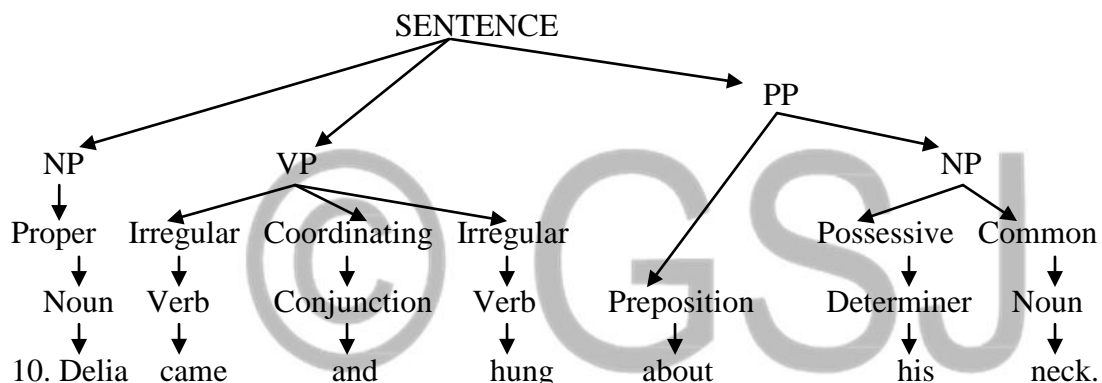 SENTENCE
PP
NP VP NP
Proper Irregular Coordinating Irregular Possessive Common
Noun Verb Conjunction Verb Preposition Determiner Noun
10. Delia came and hung about his neck.
© GSJ